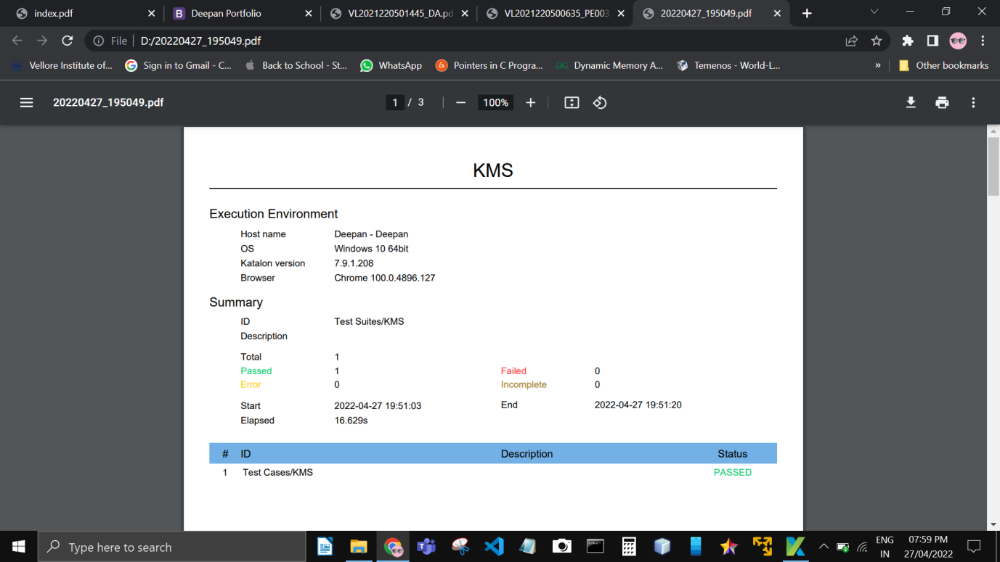 index.pdf
Deepan Portfolio
VL2021220501445_DA.pd
VL2021220500635_PE003
20220427_195049.pdf
File D:/20220427_195049.pdf
Vellore Institute of...
Sign in to Gmail - C...
Back to School - St...
WhatsApp
Pointers in C Progra...
Dynamic Memory A...
Temenos - World-L...
»
Other bookmarks
20220427_195049.pdf
1 / 3
100%
KMS
Execution Environment
Host name Deepan - Deepan
OS Windows 10 64bit
Katalon version 7.9.1.208
Browser Chrome 100.0.4896.127
Summary
ID Test Suites/KMS
Description
Total 1
Passed 1 Failed 0
Error 0 Incomplete 0
Start 2022-04-27 19:51:03 End 2022-04-27 19:51:20
Elapsed 16.629s
# ID Description Status
1 Test Cases/KMS PASSED
Type here to search
ENG
IN
07:59 PM
27/04/2022